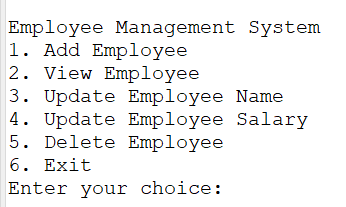 Employee Management System
1. Add Employee
2. View Employee
3. Update Employee Name
4. Update Employee Salary
5. Delete Employee
6. Exit
Enter your choice: